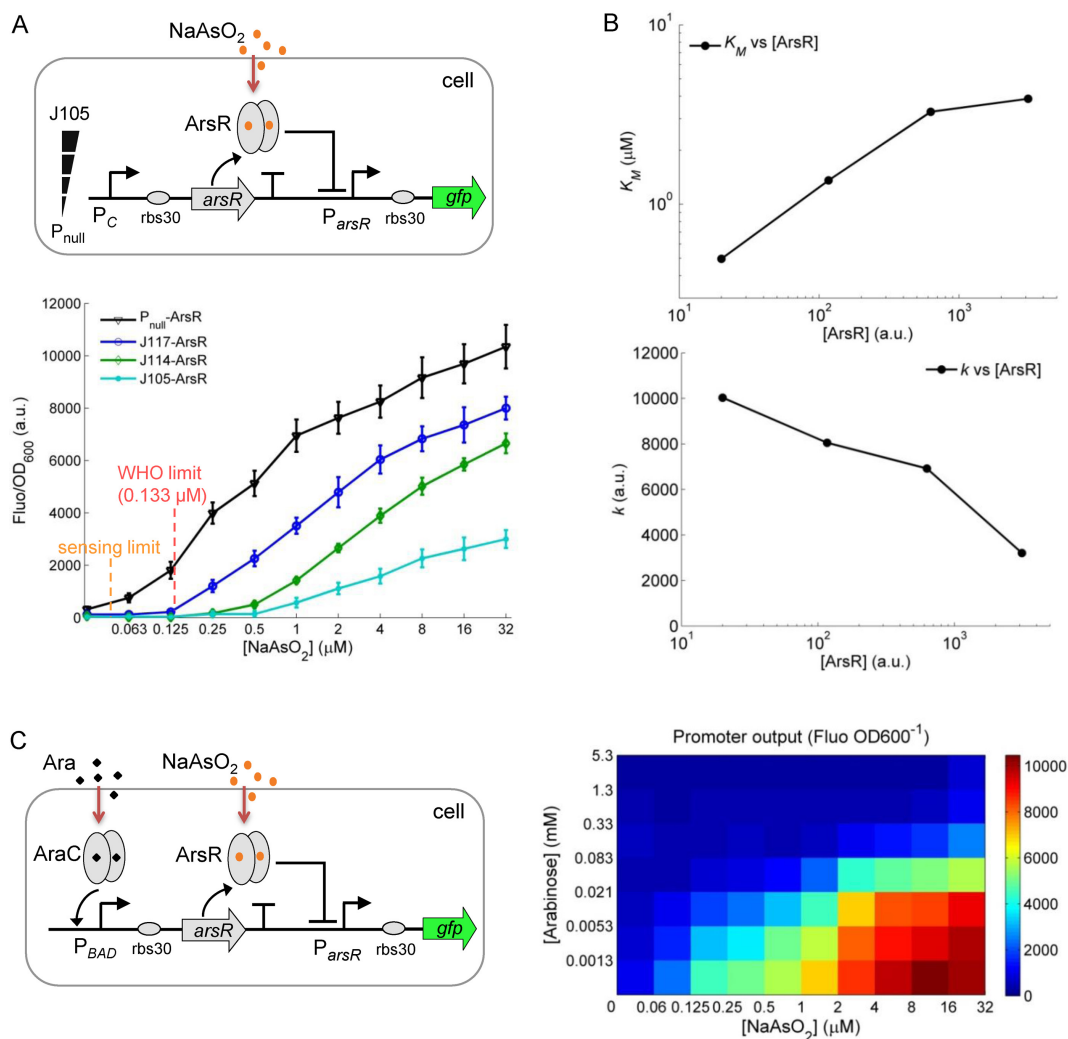 A
NaAsO2
cell
J105
ArsR
Pnull
PC
rbs30
arsR
ParsR
rbs30
gfp
12000
10000
8000
6000
4000
2000
0
Fluo/OD600 (a.u.)
Pnull-ArsR
J117-ArsR
J114-ArsR
J105-ArsR
WHO limit
(0.133 µM)
sensing limit
0.063 0.125 0.25 0.5 1 2 4 8 16 32
[NaAsO2] (µM)
B
10^1
10^0
KM (µM)
KM vs [ArsR]
10^1 10^2 10^3
[ArsR] (a.u.)
12000
10000
8000
6000
4000
2000
0
k (a.u.)
k vs [ArsR]
10^1 10^2 10^3
[ArsR] (a.u.)
C
Ara
NaAsO2
cell
AraC
ArsR
PBAD
rbs30
arsR
ParsR
rbs30
gfp
Promoter output (Fluo OD600^-1)
5.3
1.3
0.33
0.083
0.021
0.0053
0.0013
[Arabinose] (mM)
0 0.06 0.125 0.25 0.5 1 2 4 8 16 32
[NaAsO2] (µM)
10000
8000
6000
4000
2000
0